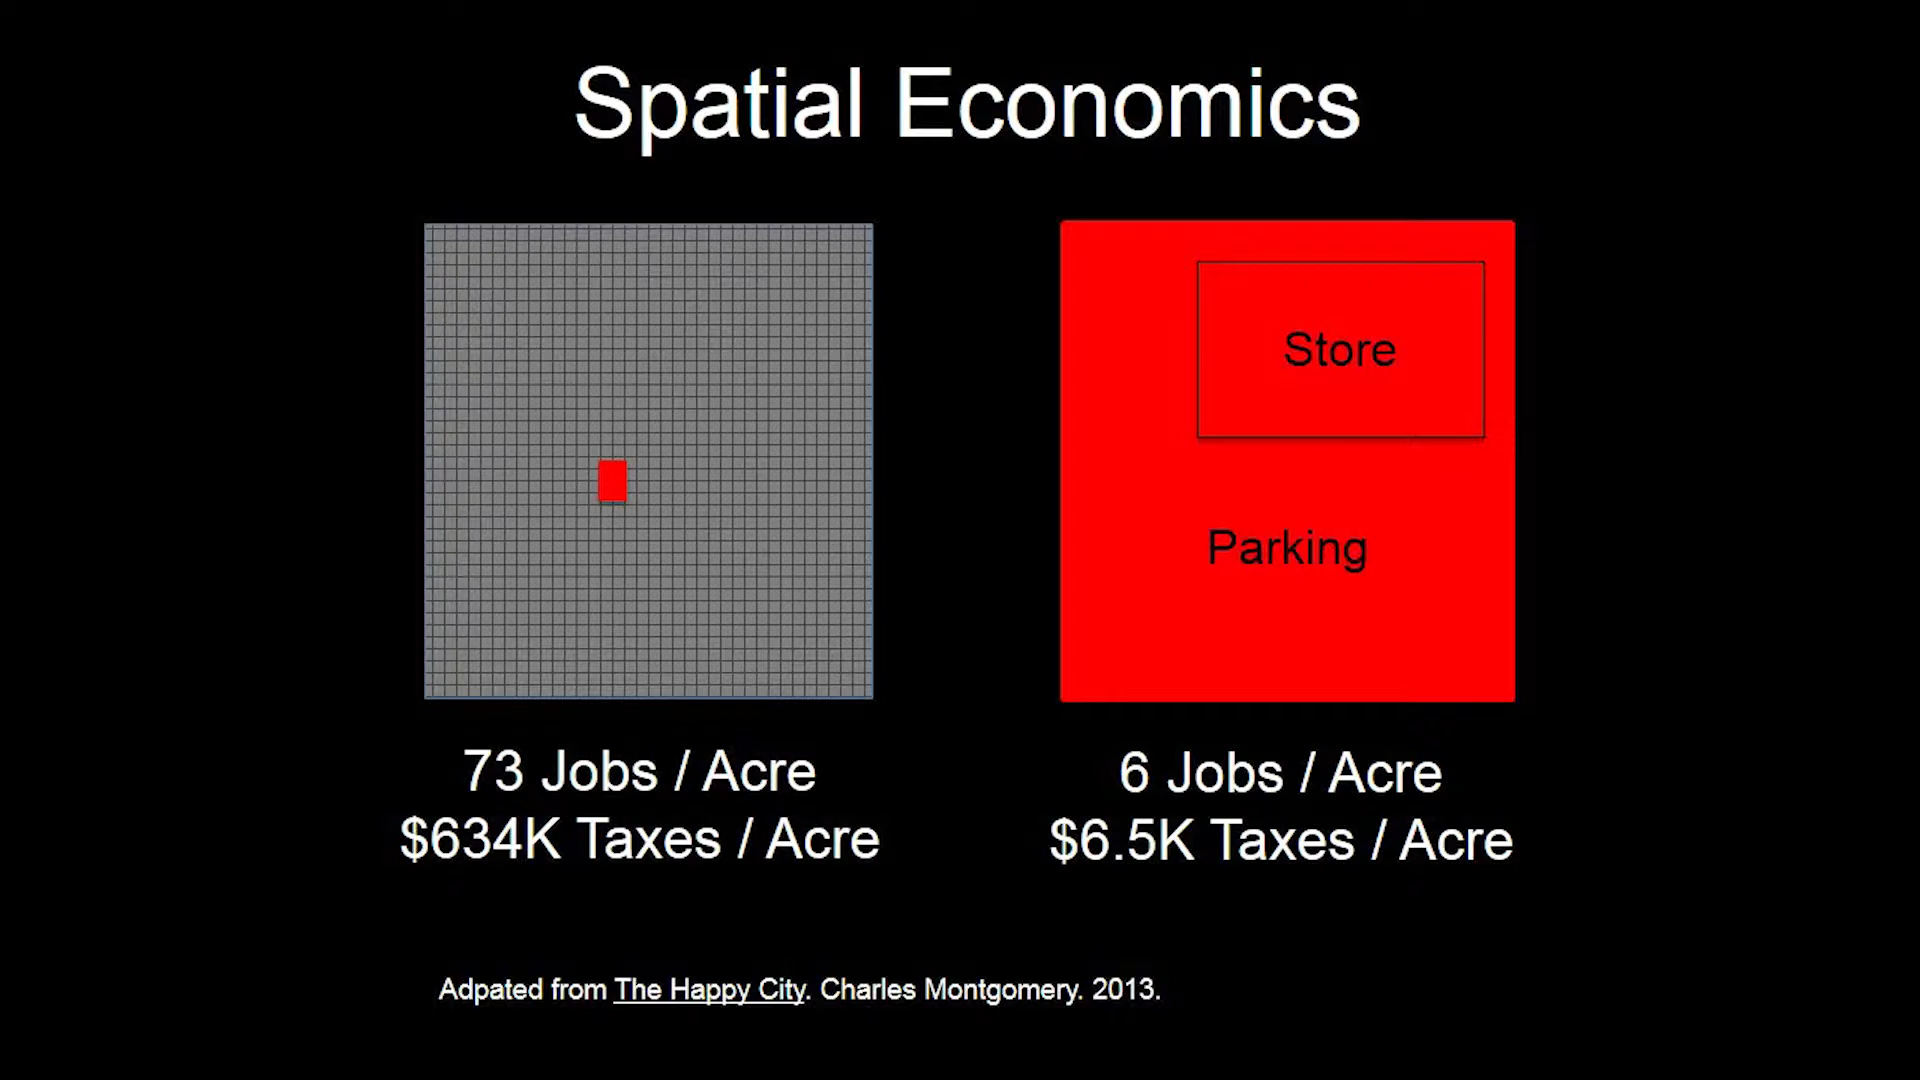 Spatial Economics
Store
Parking
73 Jobs / Acre
$634K Taxes / Acre
6 Jobs / Acre
$6.5K Taxes / Acre
Adpated from The Happy City. Charles Montgomery. 2013.